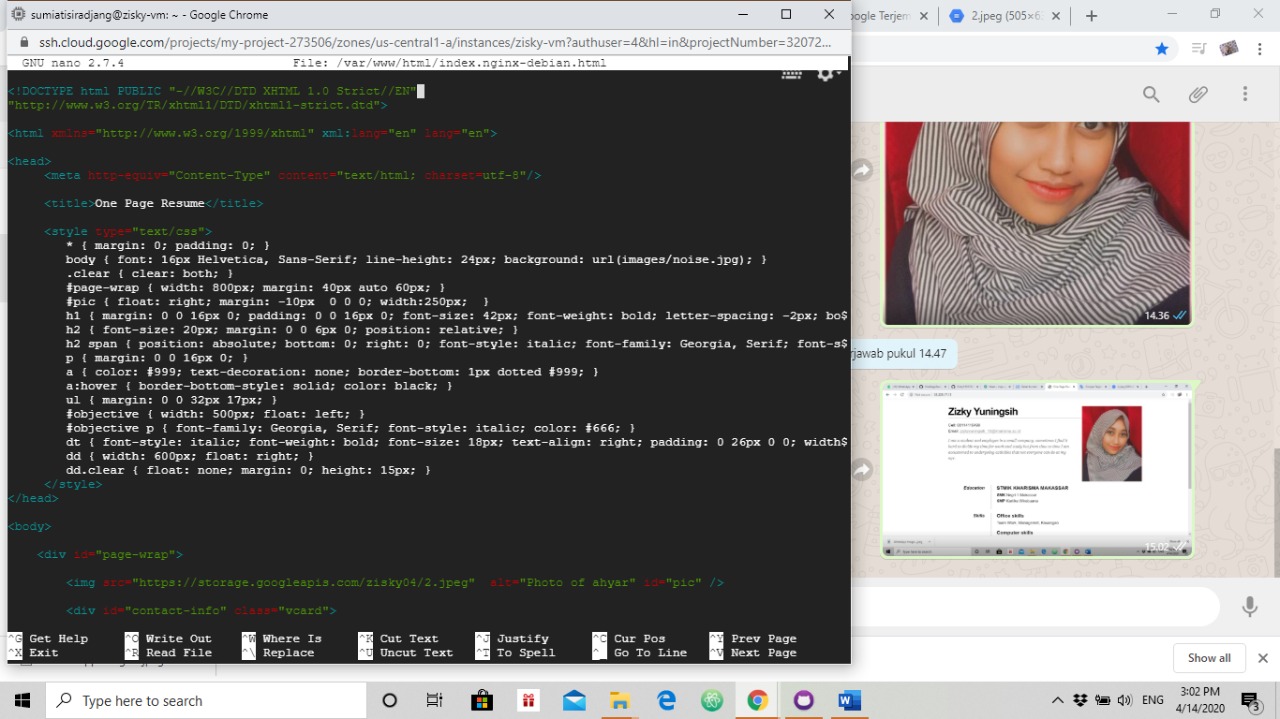 sumiatisiradjang@zisky-vm: ~ - Google Chrome
ssh.cloud.google.com/projects/my-project-273506/zones/us-central1-a/instances/zisky-vm?authuser=4&hl=in&projectNumber=32072...
GNU nano 2.7.4 File: /var/www/html/index.nginx-debian.html
<!DOCTYPE html PUBLIC "-//W3C//DTD XHTML 1.0 Strict//EN"
"http://www.w3.org/TR/xhtml1/DTD/xhtml1-strict.dtd">
<html xmlns="http://www.w3.org/1999/xhtml" xml:lang="en" lang="en">
<head>
<meta http-equiv="Content-Type" content="text/html; charset=utf-8"/>
<title>One Page Resume</title>
<style type="text/css">
* { margin: 0; padding: 0; }
body { font: 16px Helvetica, Sans-Serif; line-height: 24px; background: url(images/noise.jpg); }
.clear { clear: both; }
#page-wrap { width: 800px; margin: 40px auto 60px; }
#pic { float: right; margin: -10px  0 0 0; width:250px;  }
h1 { margin: 0 0 16px 0; padding: 0 0 16px 0; font-size: 42px; font-weight: bold; letter-spacing: -2px; bo$
h2 { font-size: 20px; margin: 0 0 6px 0; position: relative; }
h2 span { position: absolute; bottom: 0; right: 0; font-style: italic; font-family: Georgia, Serif; font-s$
p { margin: 0 0 16px 0; }
a { color: #999; text-decoration: none; border-bottom: 1px dotted #999; }
a:hover { border-bottom-style: solid; color: black; }
ul { margin: 0 0 32px 17px; }
#objective { width: 500px; float: left; }
#objective p { font-family: Georgia, Serif; font-style: italic; color: #666; }
dt { font-style: italic; font-weight: bold; font-size: 18px; text-align: right; padding: 0 26px 0 0; width$
dd { width: 600px; float: right; }
dd.clear { float: none; margin: 0; height: 15px; }
</style>
</head>
<body>
<div id="page-wrap">
<img src="https://storage.googleapis.com/zisky04/2.jpeg"  alt="Photo of ahyar" id="pic" />
<div id="contact-info" class="vcard">
^G Get Help ^O Write Out ^W Where Is ^K Cut Text ^J Justify ^C Cur Pos ^Y Prev Page
^X Exit ^R Read File ^\ Replace ^U Uncut Text ^T To Spell ^_ Go To Line ^V Next Page
ogle Terjem
2.jpeg (505×6
14.36
rjawab pukul 14.47
Zizky Yuningsih
Education
STMIK KHARISMA MAKASSAR
Skills
Office skills
Computer skills
15.02
Show all
Type here to search
ENG
3:02 PM
4/14/2020
3